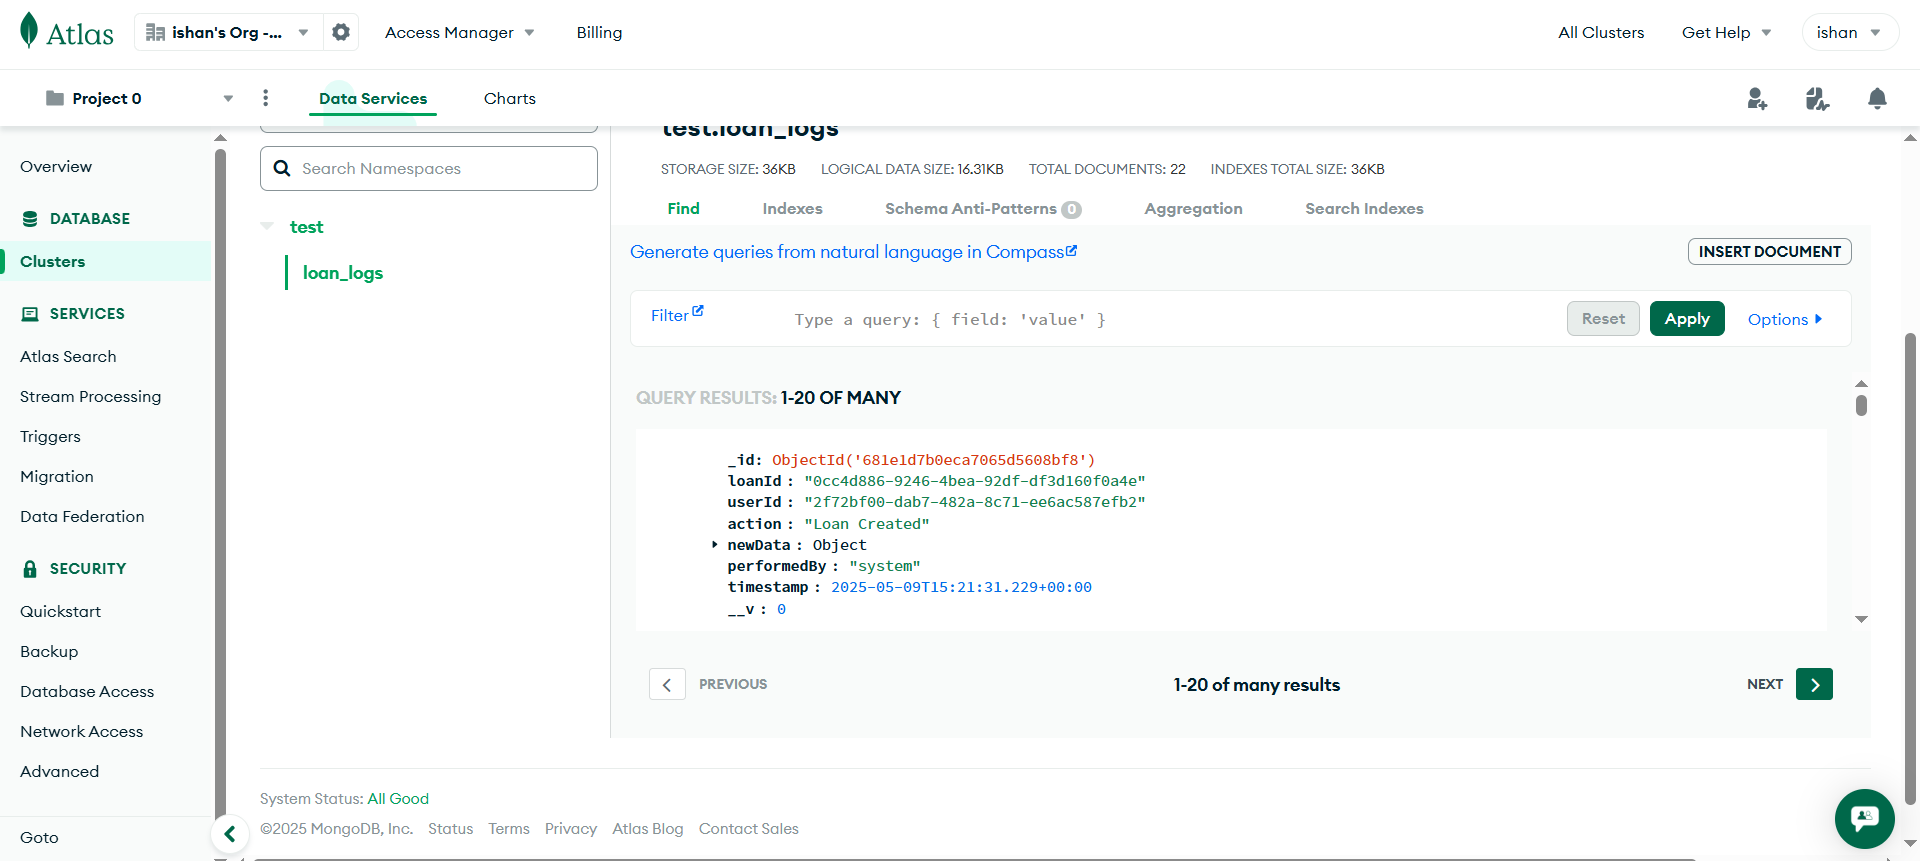 Atlas
ishan's Org -...
Access Manager
Billing
All Clusters
Get Help
ishan
Project 0
Data Services
Charts
Overview
DATABASE
Clusters
SERVICES
Atlas Search
Stream Processing
Triggers
Migration
Data Federation
SECURITY
Quickstart
Backup
Database Access
Network Access
Advanced
Goto
Search Namespaces
test
loan_logs
test.loan_logs
STORAGE SIZE: 36KB LOGICAL DATA SIZE: 16.31KB TOTAL DOCUMENTS: 22 INDEXES TOTAL SIZE: 36KB
Find Indexes Schema Anti-Patterns 0 Aggregation Search Indexes
Generate queries from natural language in Compass
INSERT DOCUMENT
Filter
Type a query: { field: 'value' }
Reset
Apply
Options
QUERY RESULTS: 1-20 OF MANY
_id: ObjectId('681e1d7b0eca7065d5608bf8')
loanId : "0cc4d886-9246-4bea-92df-df3d160f0a4e"
userId : "2f72bf00-dab7-482a-8c71-ee6ac587efb2"
action : "Loan Created"
newData : Object
performedBy : "system"
timestamp : 2025-05-09T15:21:31.229+00:00
__v : 0
PREVIOUS
1-20 of many results
NEXT
System Status: All Good
©2025 MongoDB, Inc. Status Terms Privacy Atlas Blog Contact Sales